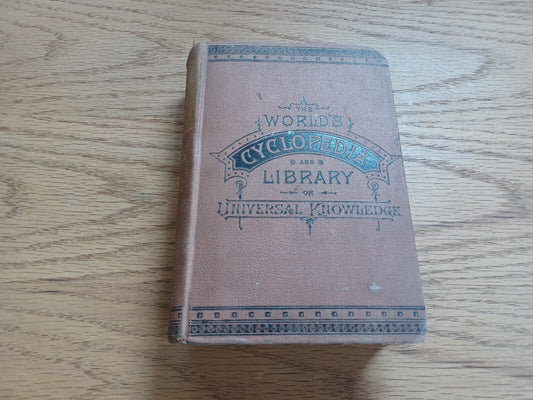 THE
WORLD'S
CYCLOPEDIA
AND
LIBRARY
OF
UNIVERSAL KNOWLEDGE